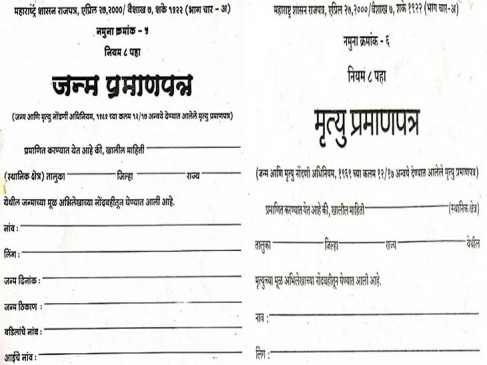 महाराष्ट्र शासन राजपत्र, एप्रिल २७,२०००/वैशाख ७, शके १९२२ (भाग चार - अ)
नमुना क्रमांक - ५
नियम ८ पहा
जन्म प्रमाणपत्र
(जन्म आणि मृत्यु नोंदणी अधिनियम, १९६९ च्या कलम १२/१७ अन्वये देण्यात आलेले मृत्यु प्रमाणपत्र)
प्रमाणित करण्यात येत आहे की, खालील माहिती
(स्थानिक क्षेत्र) तालुका जिल्हा राज्य
येथील जन्माच्या मूळ अभिलेखाच्या नोंदवहीतून घेण्यात आली आहे.
नांव :
लिंग :
जन्म दिनांक :
जन्म ठिकाण :
वडिलांचे नांव :
आईचे नांव :
महाराष्ट्र शासन राजपत्र, एप्रिल २७,२०००/वैशाख ७, शके १९२२ (भाग चार-अ)
नमुना क्रमांक - ६
नियम ८ पहा
मृत्यु प्रमाणपत्र
(जन्म आणि मृत्यु नोंदणी अधिनियम, १९६९ च्या कलम १२/१७ अन्वये देण्यात आलेले मृत्यु प्रमाणपत्र)
प्रमाणित करण्यात येत आहे की, खालील माहिती (स्थानिक क्षेत्र)
तालुका जिल्हा राज्य येथील
मृत्युच्या मूळ अभिलेखाच्या नोंदवहीतून घेण्यात आली आहे.
नाव :
लिंग :